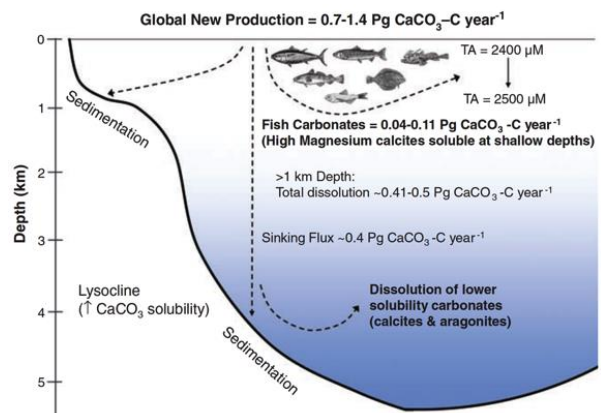 Global New Production = 0.7-1.4 Pg CaCO₃–C year⁻¹
0
TA = 2400 µM
TA = 2500 µM
Sedimentation
1
Fish Carbonates = 0.04-0.11 Pg CaCO₃ -C year⁻¹
(High Magnesium calcites soluble at shallow depths)
2
>1 km Depth:
Total dissolution ~0.41-0.5 Pg CaCO₃ -C year⁻¹
Depth (km)
3
Sinking Flux ~0.4 Pg CaCO₃ -C year⁻¹
Lysocline
(↑ CaCO₃ solubility)
4
Dissolution of lower
solubility carbonates
(calcites & aragonites)
Sedimentation
5